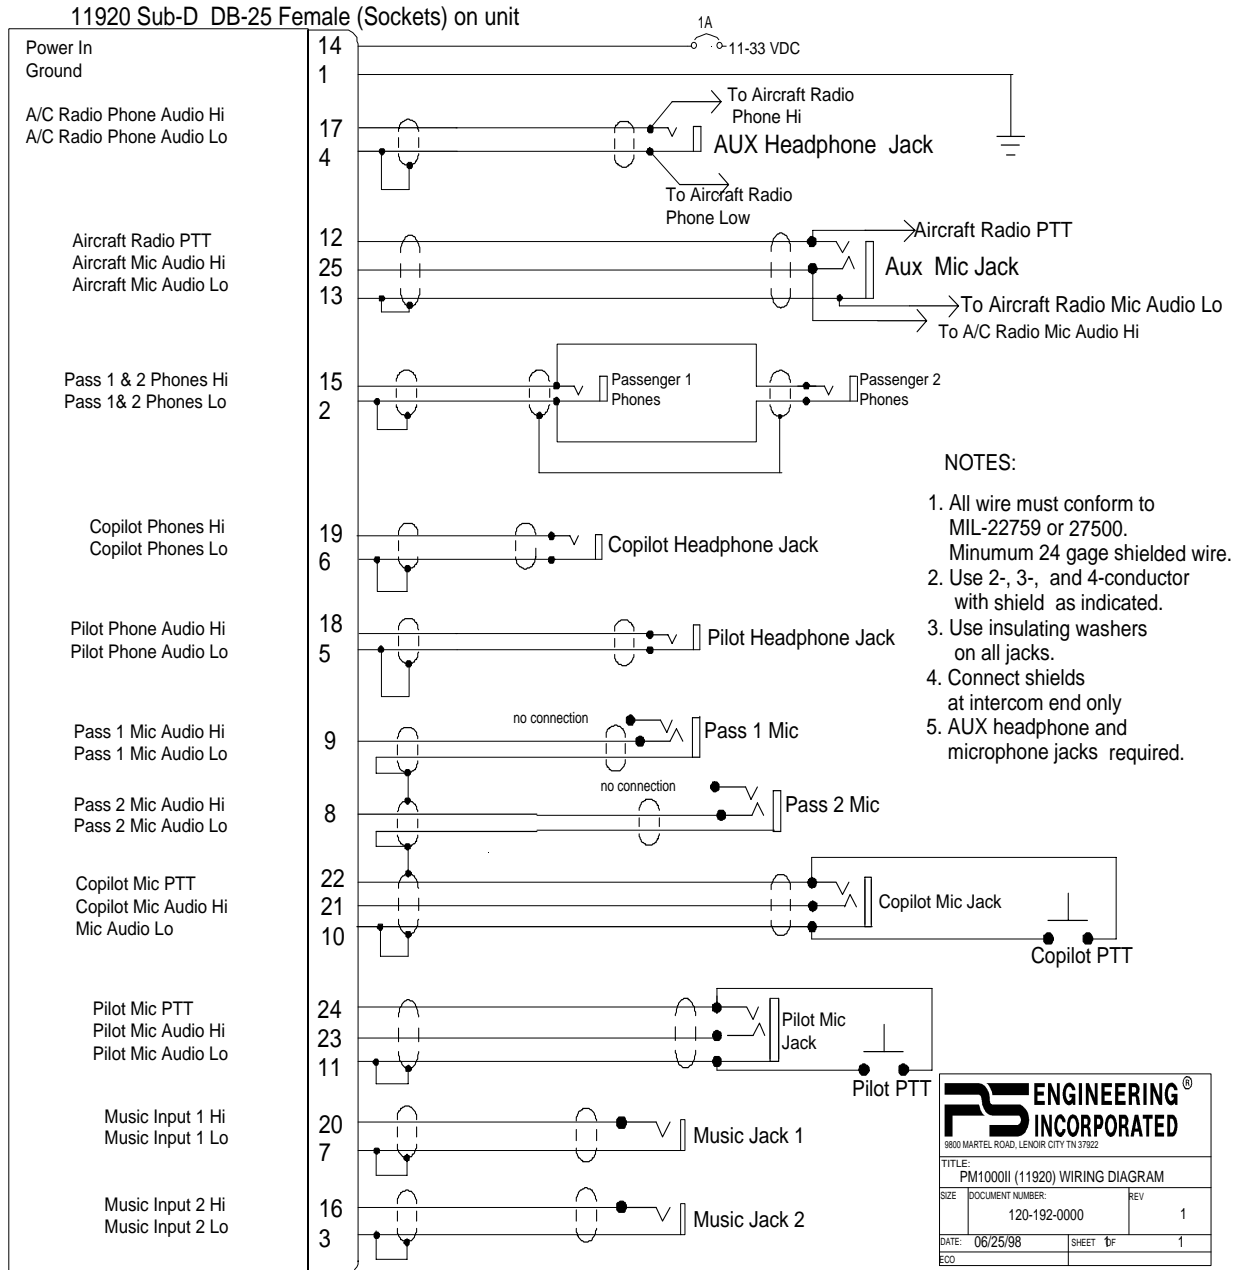 11920 Sub-D DB-25 Female (Sockets) on unit
1A
Power In
14
11-33 VDC
Ground
1
A/C Radio Phone Audio Hi
17
To Aircraft Radio
Phone Hi
A/C Radio Phone Audio Lo
4
AUX Headphone Jack
To Aircraft Radio
Phone Low
Aircraft Radio PTT
12
Aircraft Radio PTT
Aircraft Mic Audio Hi
25
Aux Mic Jack
Aircraft Mic Audio Lo
13
To Aircraft Radio Mic Audio Lo
To A/C Radio Mic Audio Hi
Pass 1 & 2 Phones Hi
15
Passenger 1
Phones
Passenger 2
Phones
Pass 1& 2 Phones Lo
2
NOTES:
1. All wire must conform to
MIL-22759 or 27500.
Minumum 24 gage shielded wire.
2. Use 2-, 3-, and 4-conductor
with shield as indicated.
3. Use insulating washers
on all jacks.
4. Connect shields
at intercom end only
5. AUX headphone and
microphone jacks required.
Copilot Phones Hi
19
Copilot Phones Lo
6
Copilot Headphone Jack
Pilot Phone Audio Hi
18
Pilot Phone Audio Lo
5
Pilot Headphone Jack
Pass 1 Mic Audio Hi
9
no connection
Pass 1 Mic
Pass 1 Mic Audio Lo
Pass 2 Mic Audio Hi
8
no connection
Pass 2 Mic
Pass 2 Mic Audio Lo
Copilot Mic PTT
22
Copilot Mic Audio Hi
21
Copilot Mic Jack
Mic Audio Lo
10
Copilot PTT
Pilot Mic PTT
24
Pilot Mic Audio Hi
23
Pilot Mic
Jack
Pilot Mic Audio Lo
11
Pilot PTT
Music Input 1 Hi
20
Music Input 1 Lo
7
Music Jack 1
Music Input 2 Hi
16
Music Input 2 Lo
3
Music Jack 2
PS ENGINEERING ®
INCORPORATED
9800 MARTEL ROAD, LENOIR CITY TN 37922
TITLE:
PM1000II (11920) WIRING DIAGRAM
SIZE
DOCUMENT NUMBER:
REV
120-192-0000
1
DATE: 06/25/98
SHEET 1 OF 1
ECO